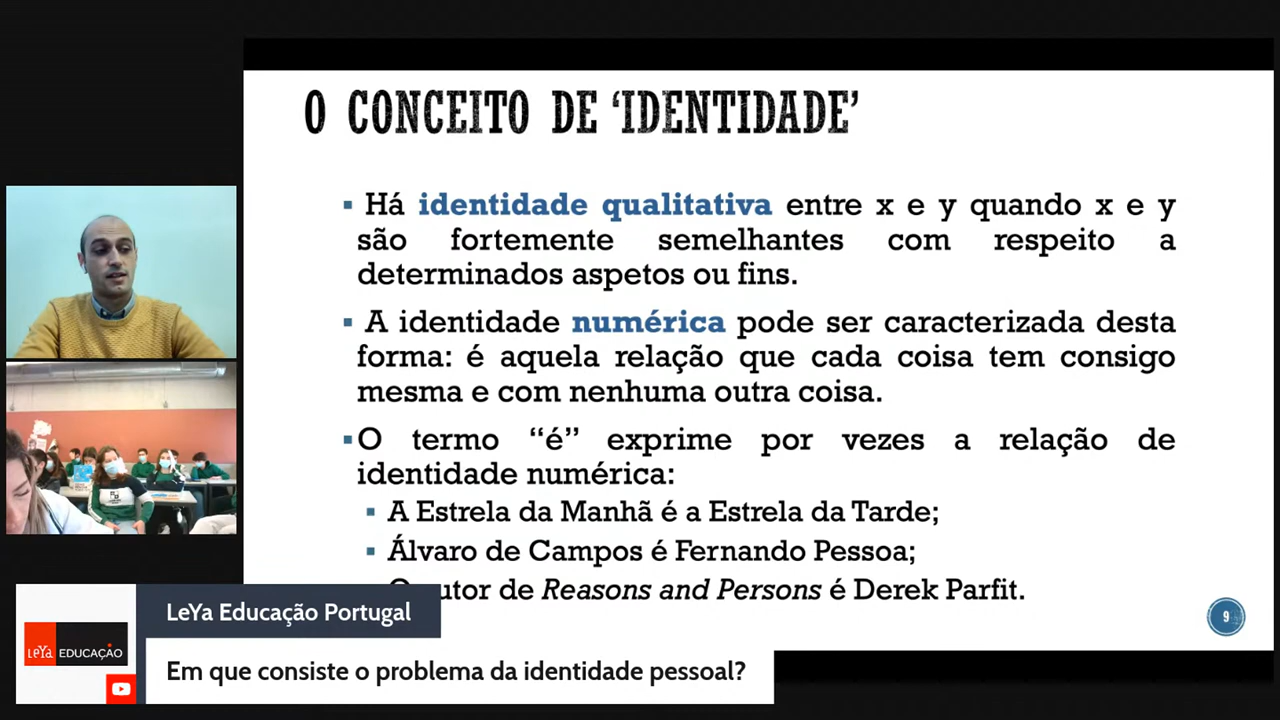 O CONCEITO DE ‘IDENTIDADE’
▪ Há identidade qualitativa entre x e y quando x e y
são fortemente semelhantes com respeito a
determinados aspetos ou fins.
▪ A identidade numérica pode ser caracterizada desta
forma: é aquela relação que cada coisa tem consigo
mesma e com nenhuma outra coisa.
▪ O termo “é” exprime por vezes a relação de
identidade numérica:
▪ A Estrela da Manhã é a Estrela da Tarde;
▪ Álvaro de Campos é Fernando Pessoa;
de Reasons and Persons é Derek Parfit.
9
LeYa Educação Portugal
LeYa EDUCAÇÃO
Em que consiste o problema da identidade pessoal?